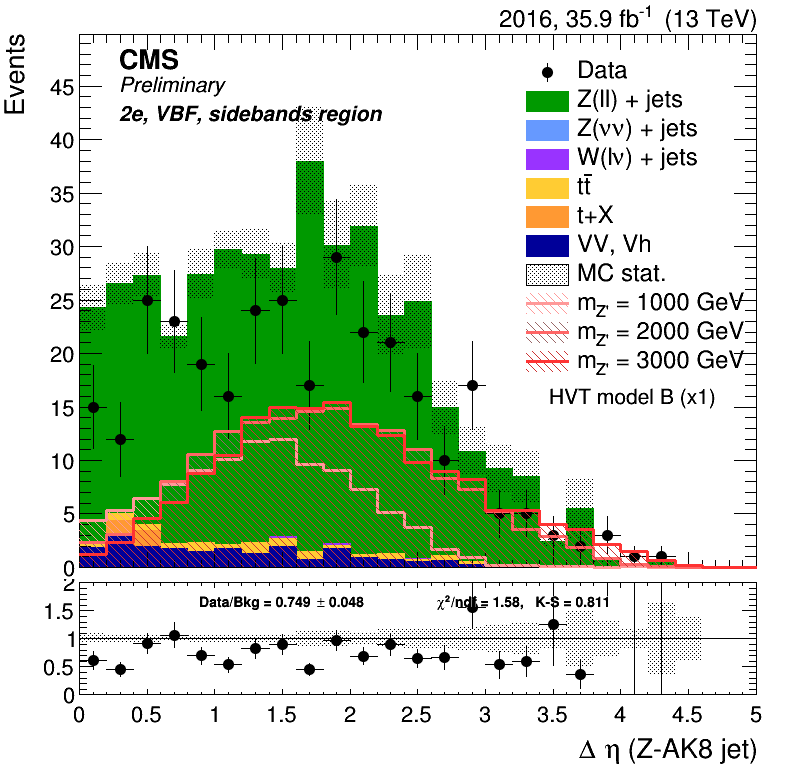 2016, 35.9 fb⁻¹ (13 TeV)
Events
CMS
Preliminary
2e, VBF, sidebands region
Data
Z(ll) + jets
Z(νν) + jets
W(lν) + jets
tt̄
t+X
VV, Vh
MC stat.
m_Z' = 1000 GeV
m_Z' = 2000 GeV
m_Z' = 3000 GeV
HVT model B (x1)
45
40
35
30
25
20
15
10
5
0
Data/Bkg = 0.749 ± 0.048
χ²/ndf = 1.58, K-S = 0.811
2
1.5
1
0.5
0
0 0.5 1 1.5 2 2.5 3 3.5 4 4.5 5
Δ η (Z-AK8 jet)